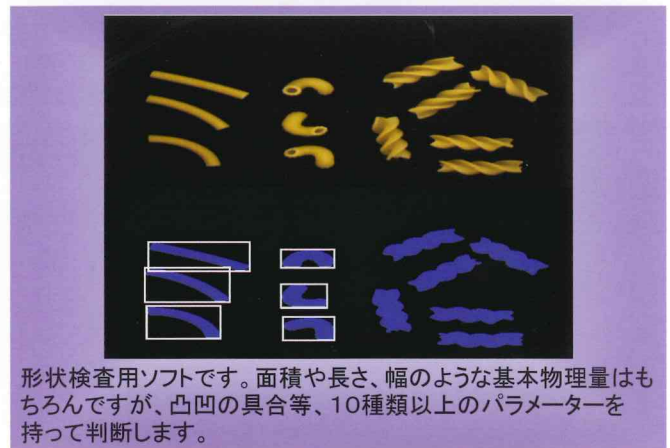 形状検査用ソフトです。面積や長さ、幅のような基本物理量はも
ちろんですが、凸凹の具合等、10種類以上のパラメーターを
持って判断します。